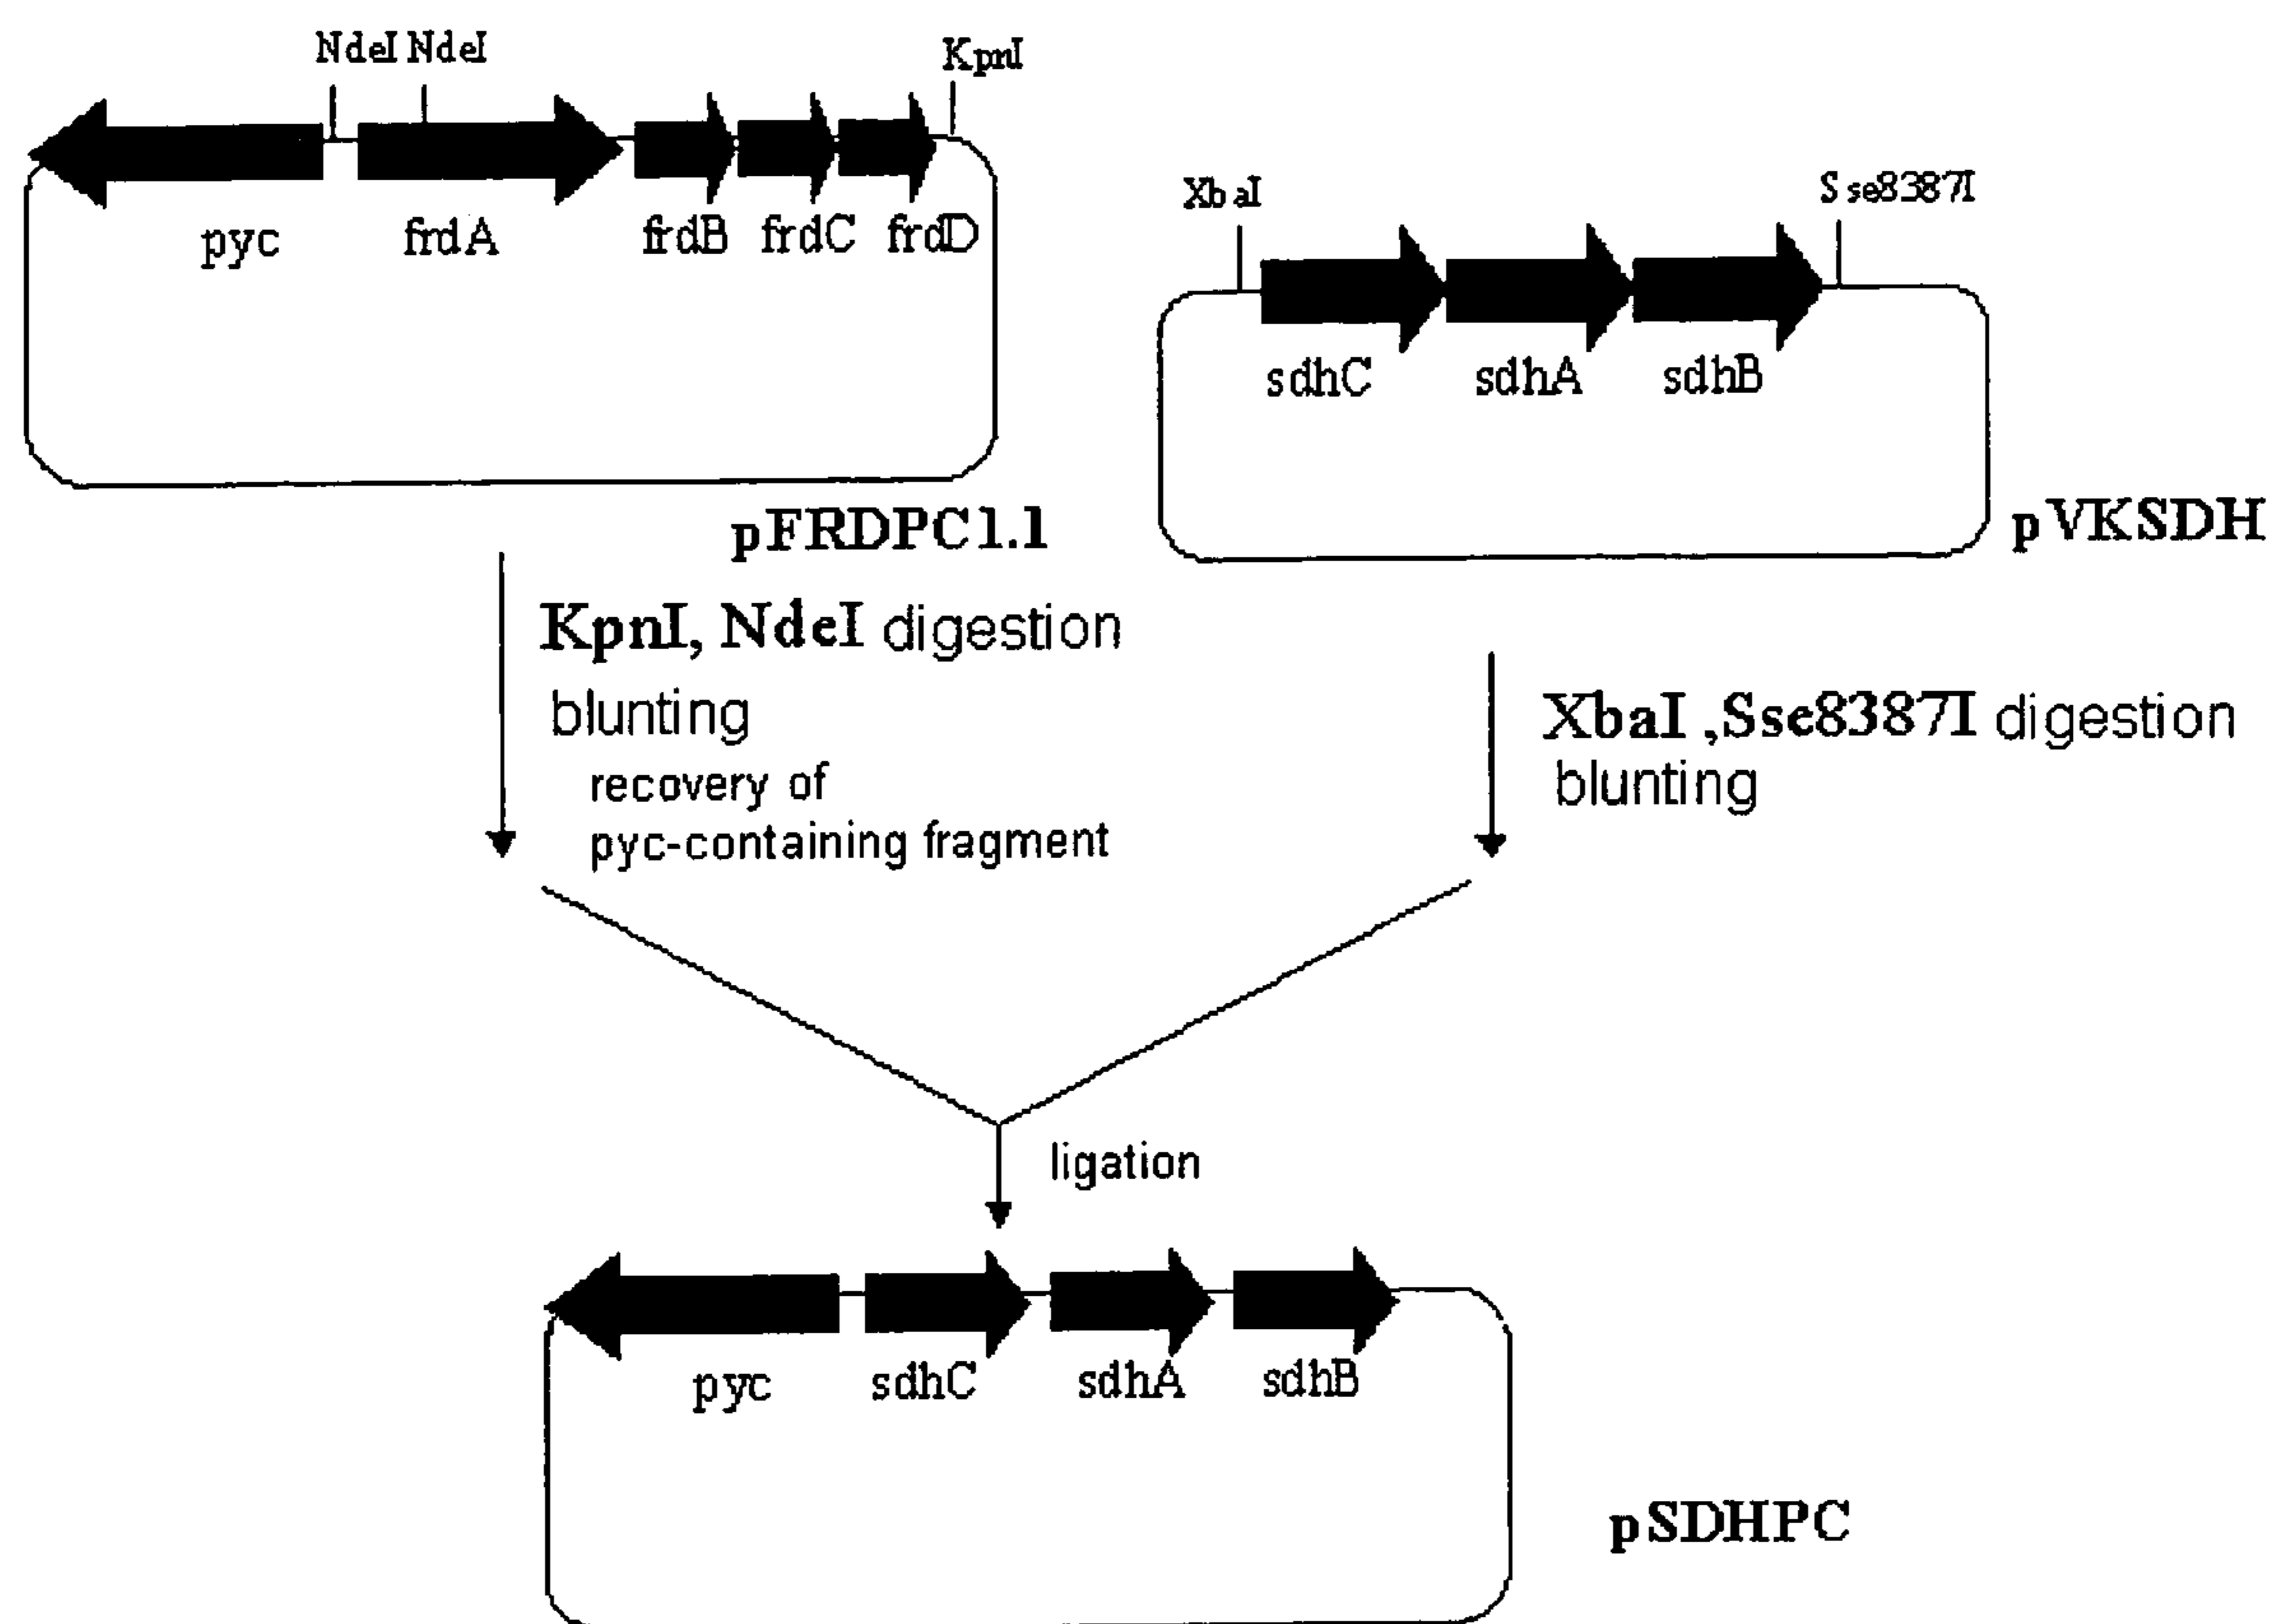 NdeI NdeI
KpnI
pyc
frdA
frdB
frdC
frdD
pFRDPC1.1
XbaI
Sse8387I
sdhC
sdhA
sdhB
pVKSDH
KpnI, NdeI digestion
blunting
recovery of
pyc-containing fragment
XbaI ,Sse8387I digestion
blunting
ligation
pyc
sdhC
sdhA
sdhB
pSDHPC